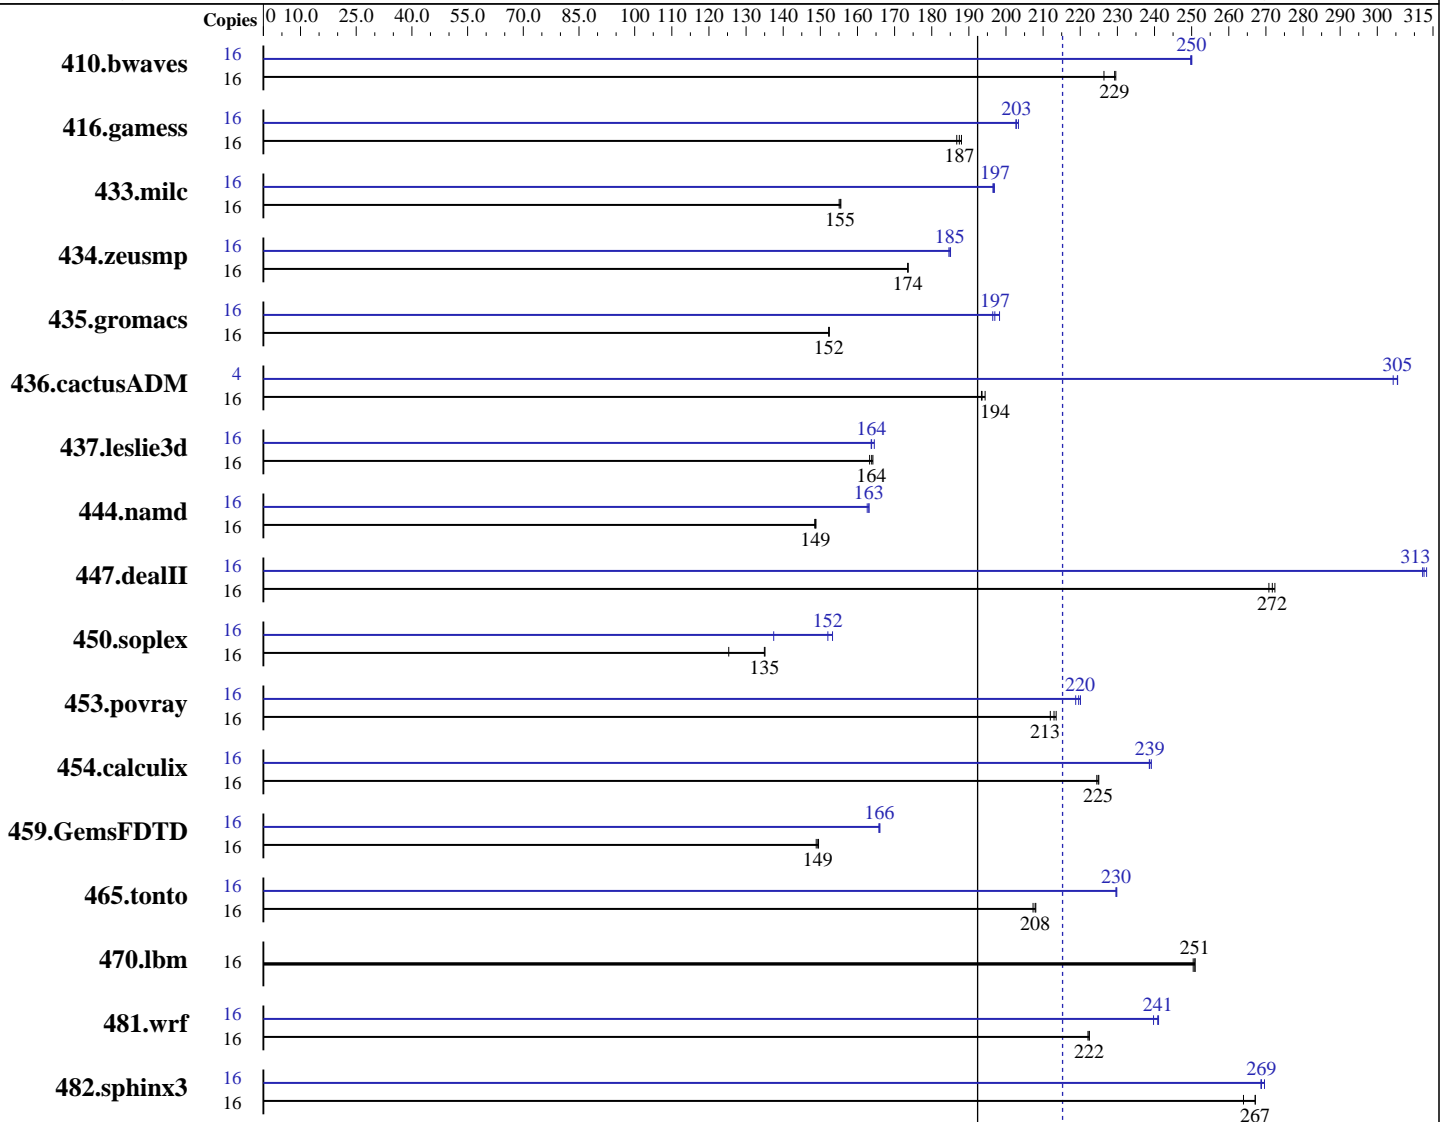 Copies 0 10.0 25.0 40.0 55.0 70.0 85.0 100 110 120 130 140 150 160 170 180 190 200 210 220 230 240 250 260 270 280 290 300 315
410.bwaves 16 250
16 229
416.gamess 16 203
16 187
433.milc 16 197
16 155
434.zeusmp 16 185
16 174
435.gromacs 16 197
16 152
436.cactusADM 4 305
16 194
437.leslie3d 16 164
16 164
444.namd 16 163
16 149
447.dealII 16 313
16 272
450.soplex 16 152
16 135
453.povray 16 220
16 213
454.calculix 16 239
16 225
459.GemsFDTD 16 166
16 149
465.tonto 16 230
16 208
470.lbm 16 251
481.wrf 16 241
16 222
482.sphinx3 16 269
16 267